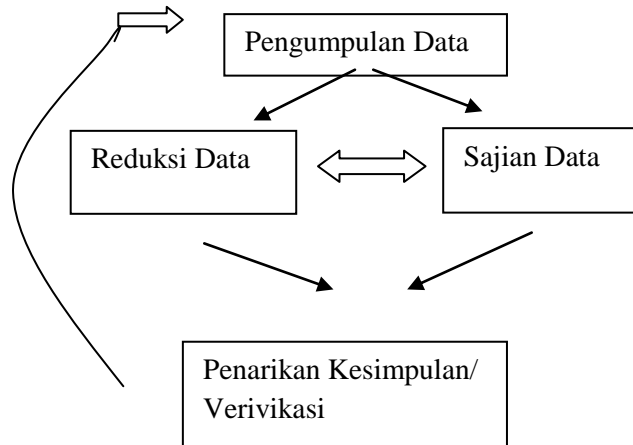 Pengumpulan Data
Reduksi Data
Sajian Data
Penarikan Kesimpulan/
Verivikasi